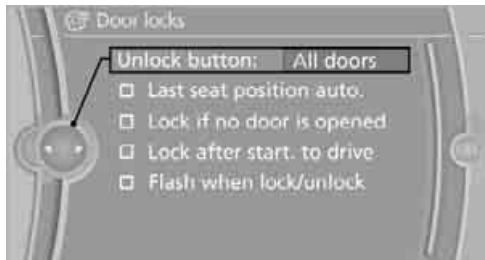 Door locks
Unlock button: All doors
Last seat position auto.
Lock if no door is opened
Lock after start. to drive
Flash when lock/unlock